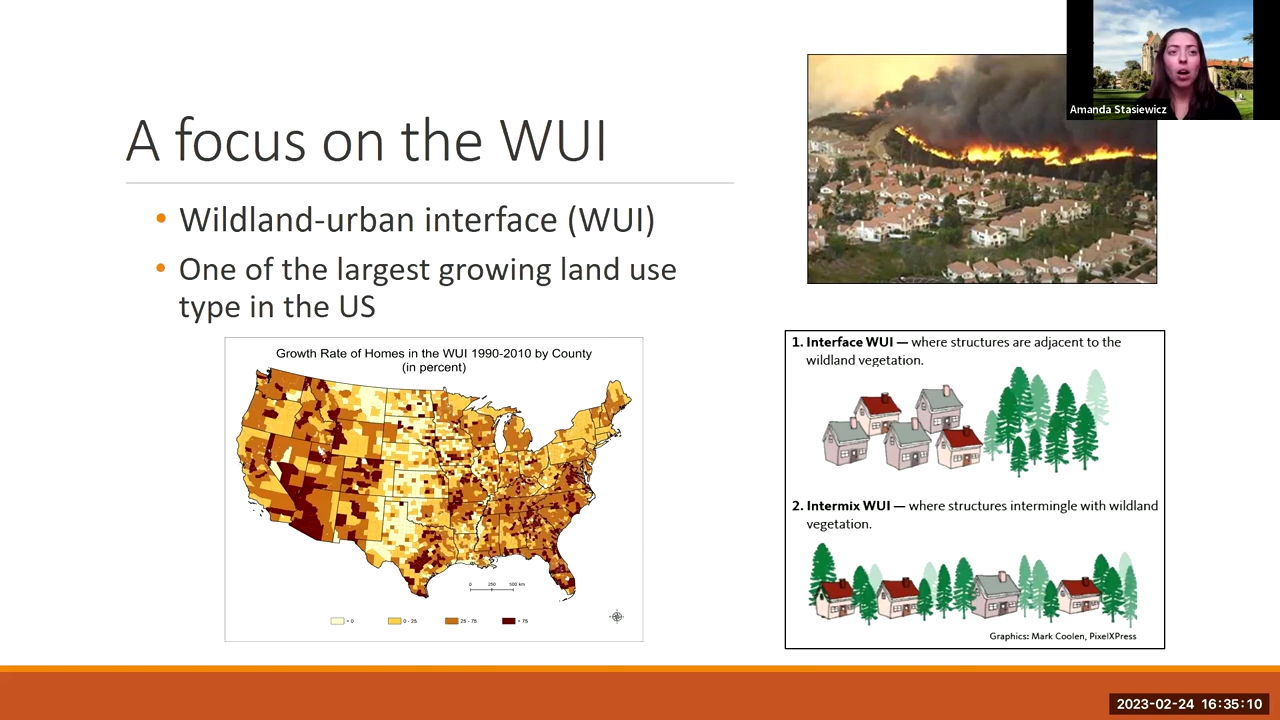 Amanda Stasiewicz
A focus on the WUI
• Wildland-urban interface (WUI)
• One of the largest growing land use
type in the US
Growth Rate of Homes in the WUI 1990-2010 by County
(in percent)
0 250 500 km
0 - 25 25 - 75 > 75
1. Interface WUI — where structures are adjacent to the
wildland vegetation.
2. Intermix WUI — where structures intermingle with wildland
vegetation.
Graphics: Mark Coolen, PixelXPress
2023-02-24 16:35:10